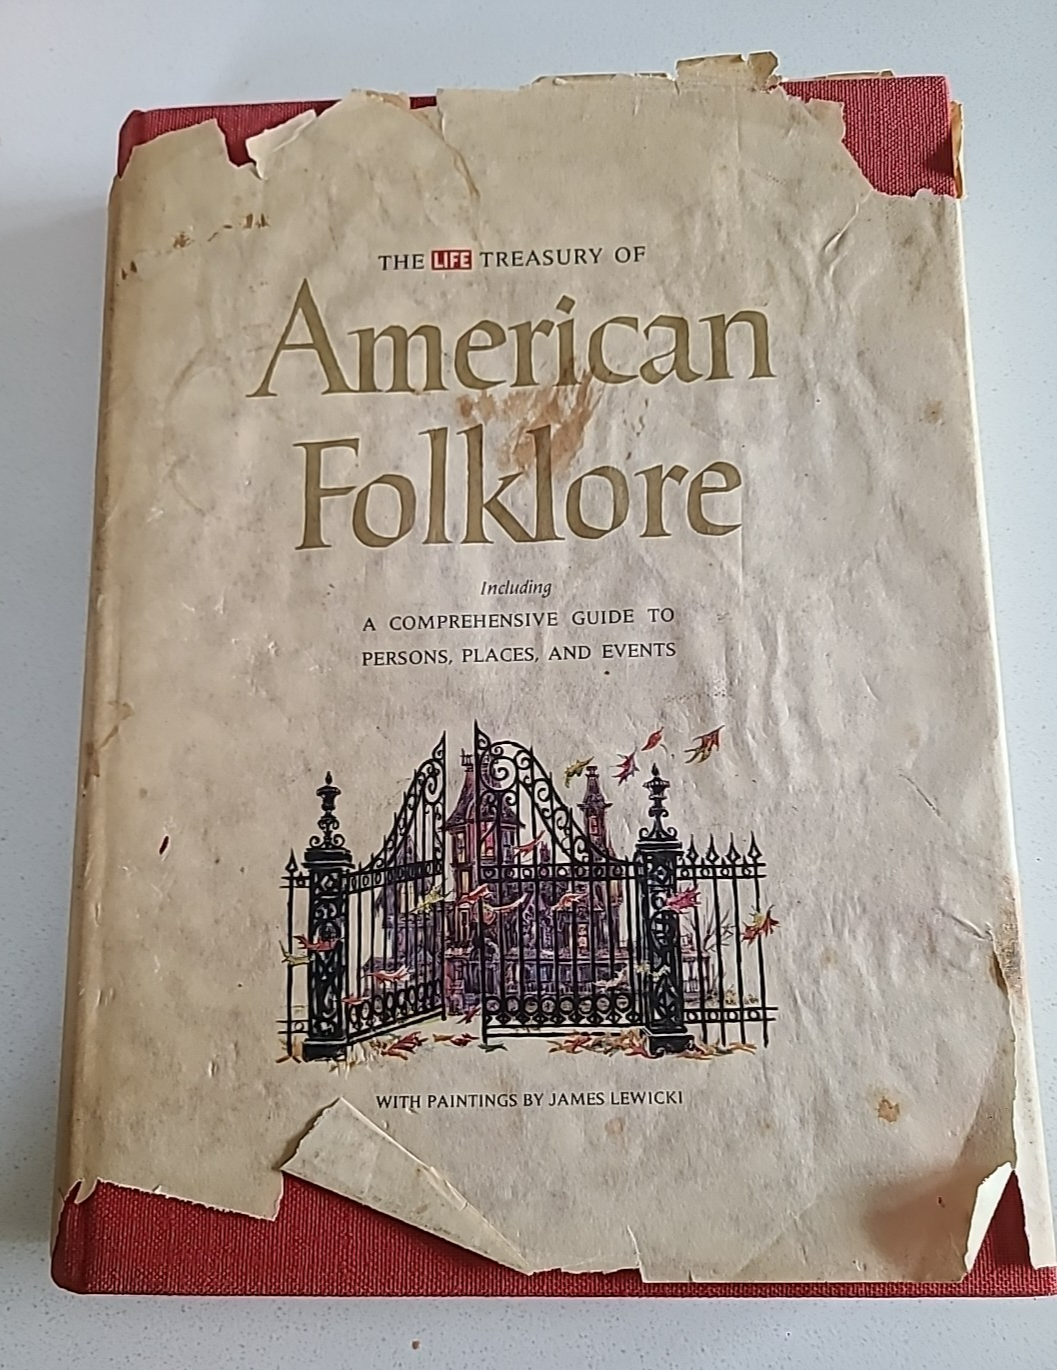 THE LIFE TREASURY OF
American
Folklore
Including
A COMPREHENSIVE GUIDE TO
PERSONS, PLACES, AND EVENTS
WITH PAINTINGS BY JAMES LEWICKI